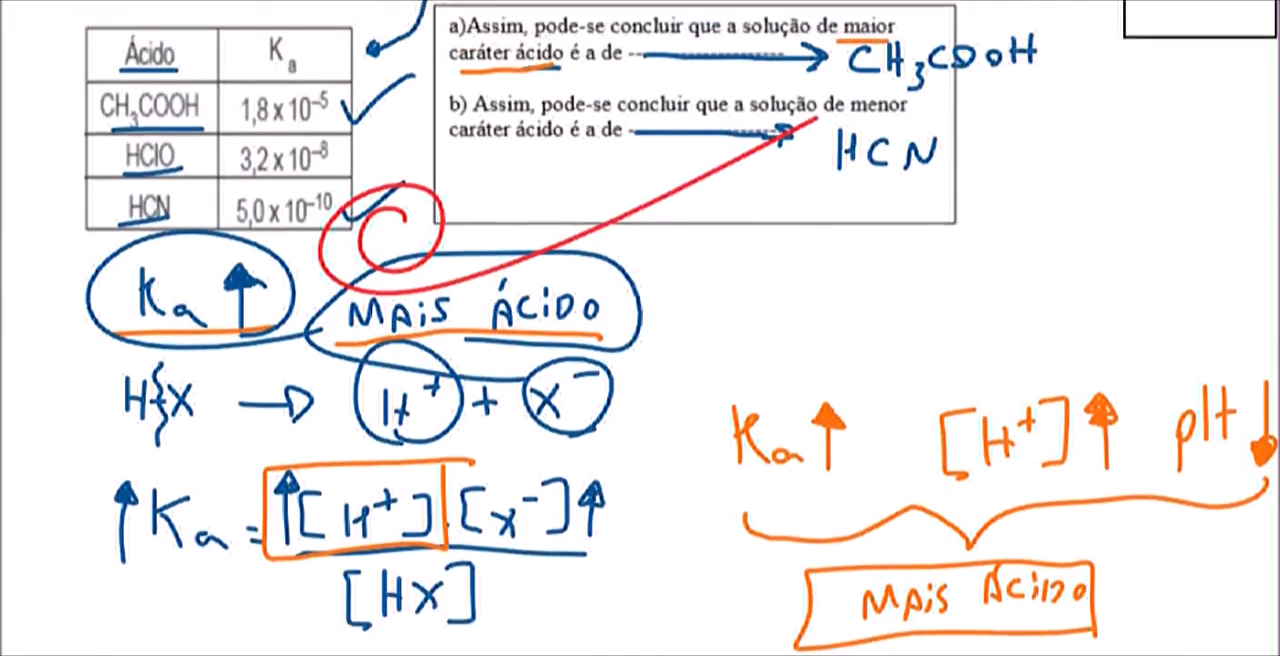 Ácido Kₐ
CH₃COOH 1,8 x 10⁻⁵
HClO 3,2 x 10⁻⁸
HCN 5,0 x 10⁻¹⁰
a)Assim, pode-se concluir que a solução de maior
caráter ácido é a de CH₃COOH
b) Assim, pode-se concluir que a solução de menor
caráter ácido é a de HCN
Kₐ ↑ MAIS ÁCIDO
H}X → H⁺ + X⁻
↑Kₐ = ↑[H⁺].[X⁻]↑
[HX]
Kₐ↑ [H⁺]↑ pH↓
MAIS ÁCIDO